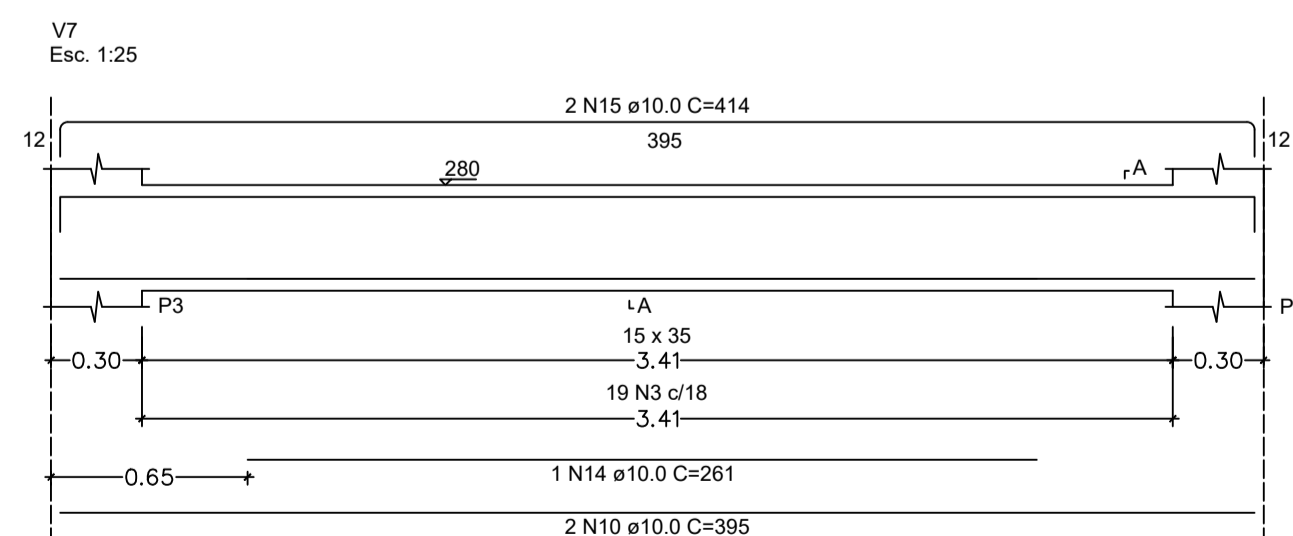 V7
Esc. 1:25
2 N15 ø10.0 C=414
12
395
12
280
A
P3
A
P
15 x 35
0.30
3.41
0.30
19 N3 c/18
3.41
0.65
1 N14 ø10.0 C=261
2 N10 ø10.0 C=395